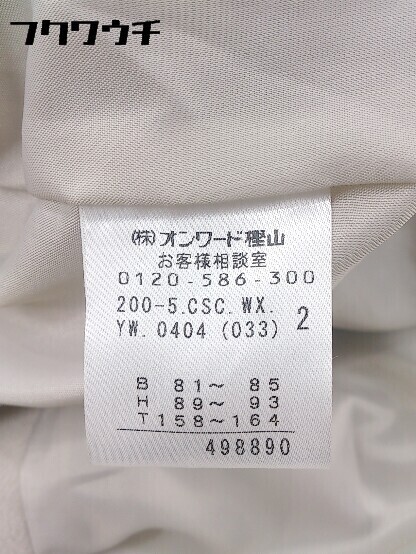 フクワウチ
(株)オンワード樫山
お客様相談室
0120-586-300
200-5.CSC.WX.
YW.0404 (033) 2
B 81〜 85
H 89〜 93
T 158〜164
498890